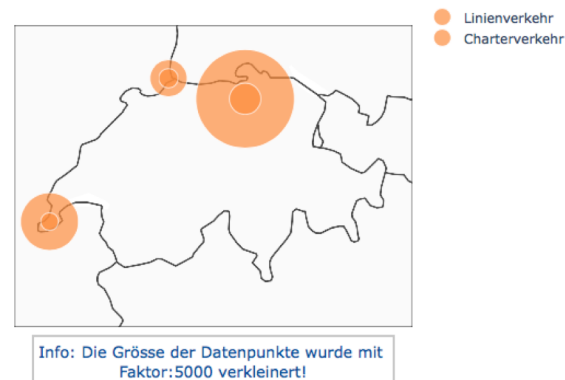 Linienverkehr
Charterverkehr
Info: Die Grösse der Datenpunkte wurde mit
Faktor:5000 verkleinert!